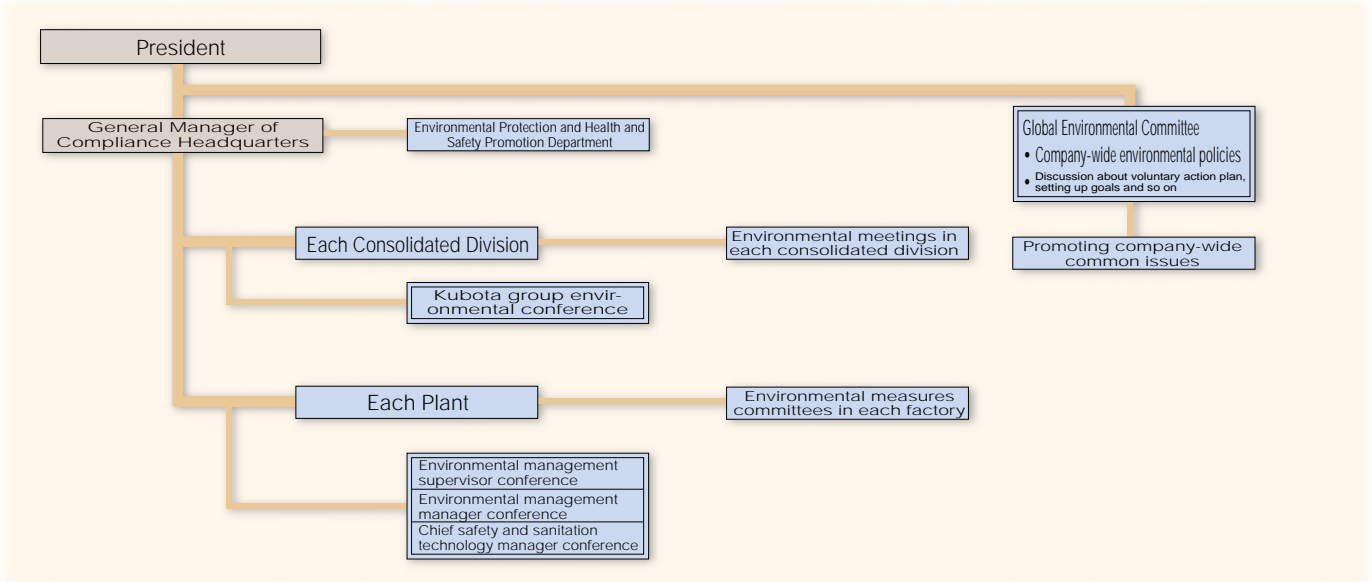 President
General Manager of
Compliance Headquarters
Environmental Protection and Health and
Safety Promotion Department
Global Environmental Committee
• Company-wide environmental policies
• Discussion about voluntary action plan,
setting up goals and so on
Each Consolidated Division
Environmental meetings in
each consolidated division
Promoting company-wide
common issues
Kubota group envir-
onmental conference
Each Plant
Environmental measures
committees in each factory
Environmental management
supervisor conference
Environmental management
manager conference
Chief safety and sanitation
technology manager conference